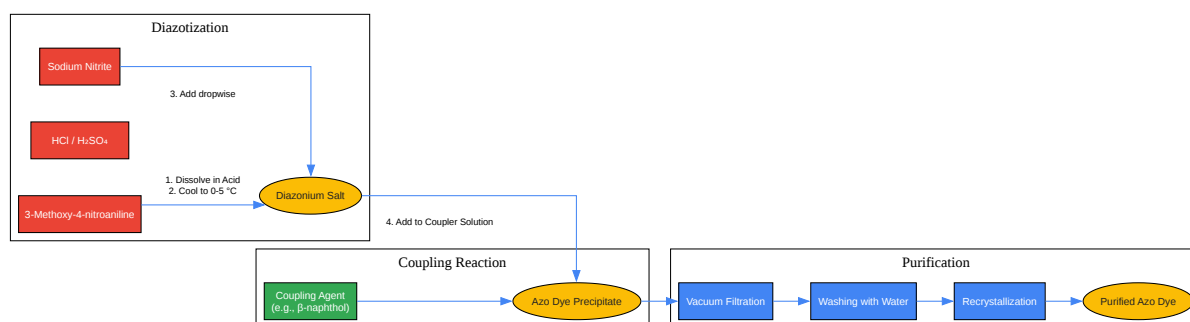 Diazotization
Sodium Nitrite
3. Add dropwise
HCl / H₂SO₄
1. Dissolve in Acid
2. Cool to 0-5 °C
3-Methoxy-4-nitroaniline
Diazonium Salt
4. Add to Coupler Solution
Coupling Reaction
Coupling Agent
(e.g., β-naphthol)
Azo Dye Precipitate
Purification
Vacuum Filtration
Washing with Water
Recrystallization
Purified Azo Dye